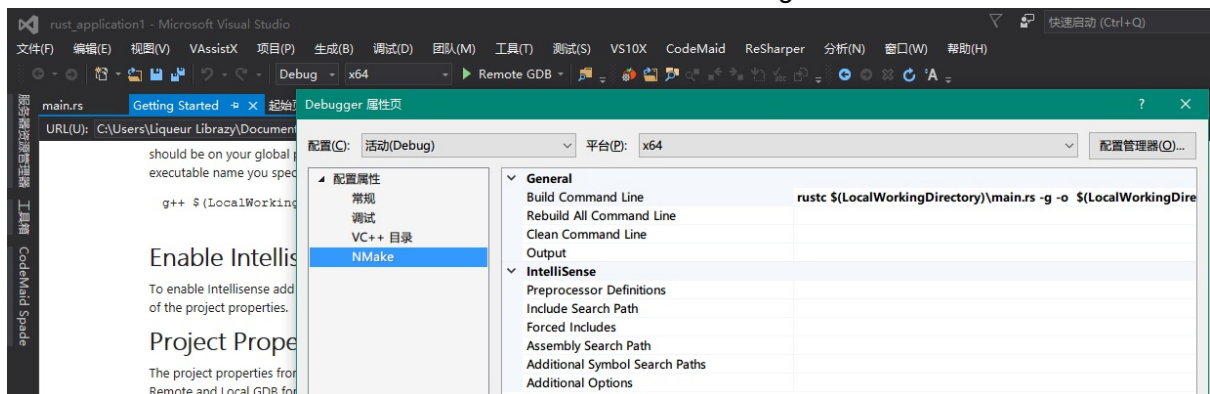 rust_application1 - Microsoft Visual Studio
快速启动 (Ctrl+Q)
文件(F) 编辑(E) 视图(V) VAssistX 项目(P) 生成(B) 调试(D) 团队(M) 工具(T) 测试(S) VS10X CodeMaid ReSharper 分析(N) 窗口(W) 帮助(H)
Debug x64 Remote GDB
服务器资源管理器
工具箱
CodeMaid Spade
main.rs Getting Started 起始
URL(U): C:\Users\Liqueur Librazy\Document
should be on your global
executable name you spec
g++ $(LocalWorking
Enable Intellis
To enable Intellisense add
of the project properties.
Project Prope
The project properties fror
Remote and Local GDB for
Debugger 属性页
? ✕
配置(C): 活动(Debug) 平台(P): x64 配置管理器(O)...
配置属性
常规
调试
VC++ 目录
NMake
General
Build Command Line rustc $(LocalWorkingDirectory)\main.rs -g -o $(LocalWorkingDire
Rebuild All Command Line
Clean Command Line
Output
IntelliSense
Preprocessor Definitions
Include Search Path
Forced Includes
Assembly Search Path
Additional Symbol Search Paths
Additional Options